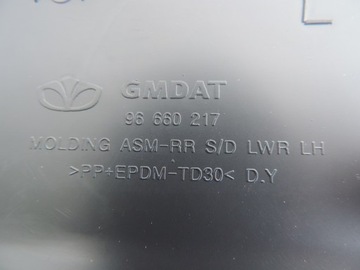 L
GMDAT
96 660 217
MOLDING ASM-RR S/D LWR LH
>PP+EPDM-TD30< D.Y